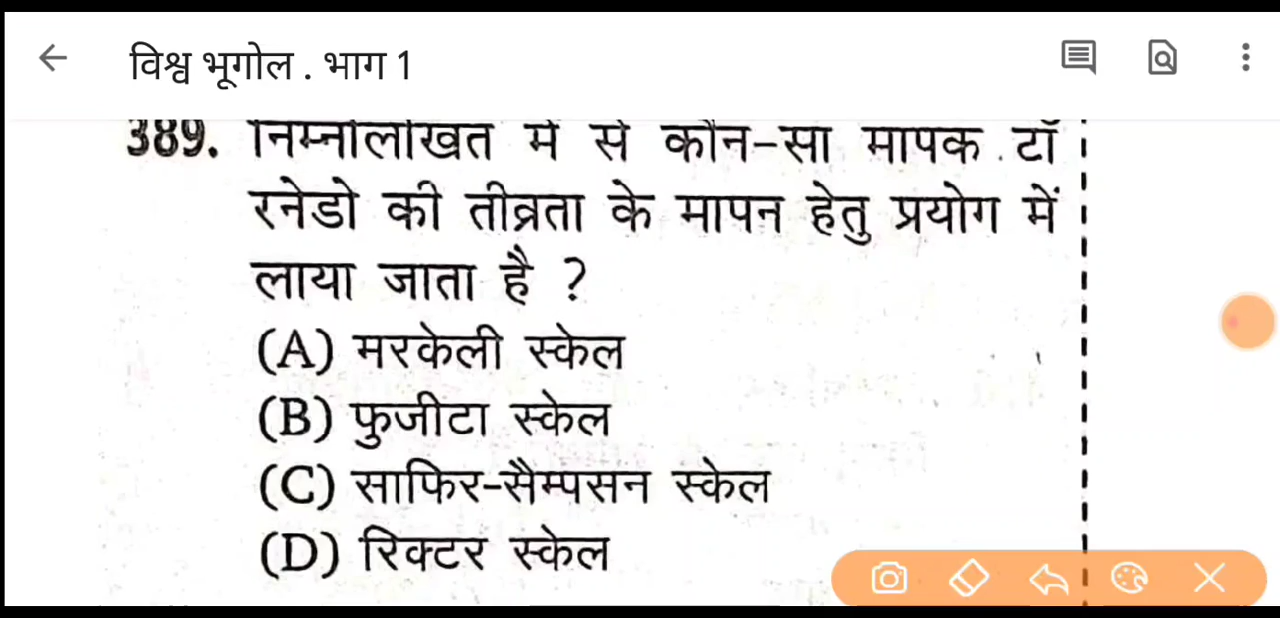 विश्व भूगोल . भाग 1
389. निम्नलिखित में से कौन-सा मापक टॉ
रनेडो की तीव्रता के मापन हेतु प्रयोग में
लाया जाता है ?
(A) मरकेली स्केल
(B) फुजीटा स्केल
(C) साफिर-सैम्पसन स्केल
(D) रिक्टर स्केल